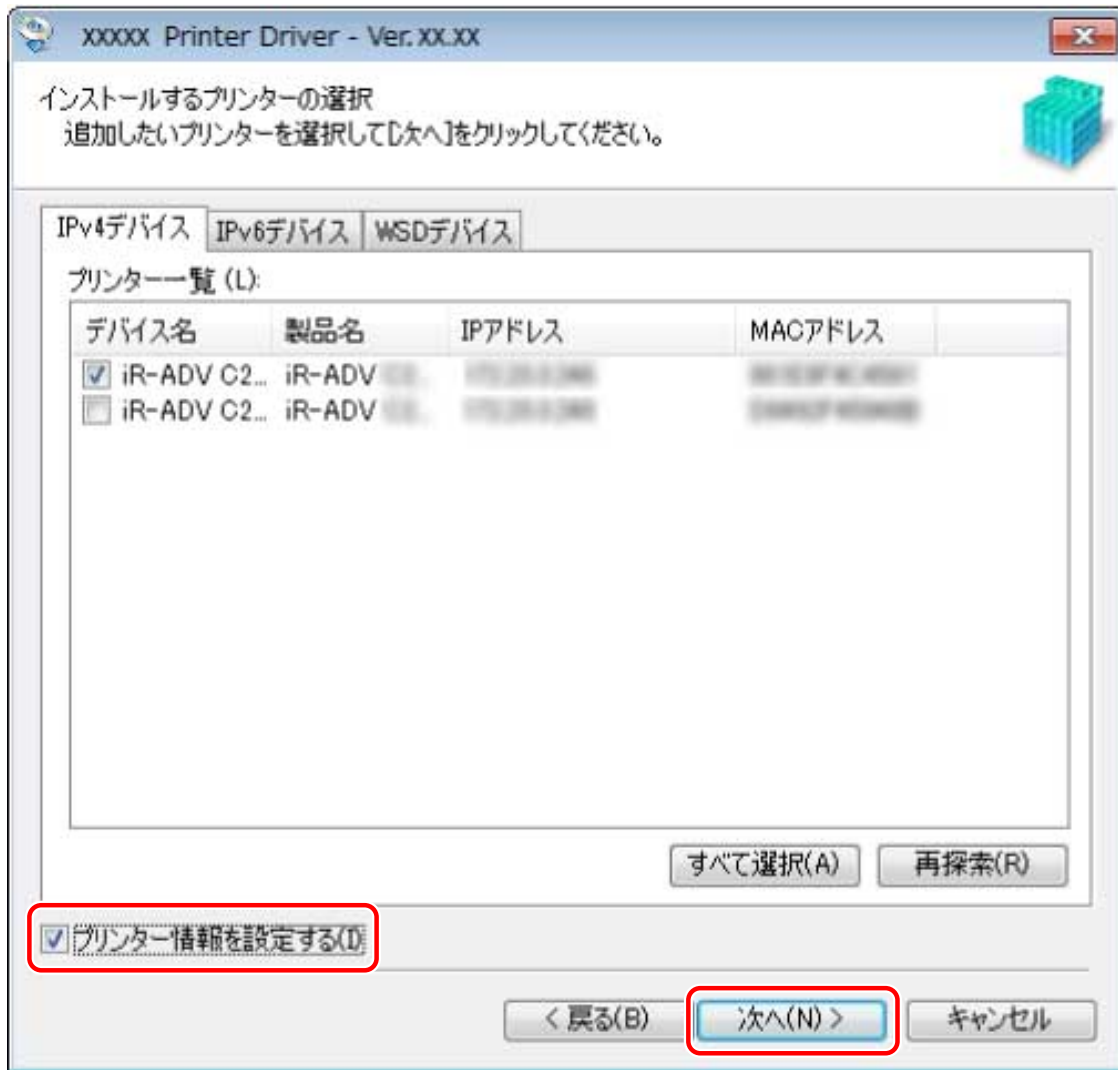 XXXXX Printer Driver - Ver. XX.XX
インストールするプリンターの選択
追加したいプリンターを選択して[次へ]をクリックしてください。
IPv4デバイス IPv6デバイス WSDデバイス
プリンター一覧 (L):
デバイス名 製品名 IPアドレス MACアドレス
iR-ADV C2... iR-ADV
iR-ADV C2... iR-ADV
すべて選択(A) 再探索(R)
プリンター情報を設定する(I)
< 戻る(B) 次へ(N) > キャンセル